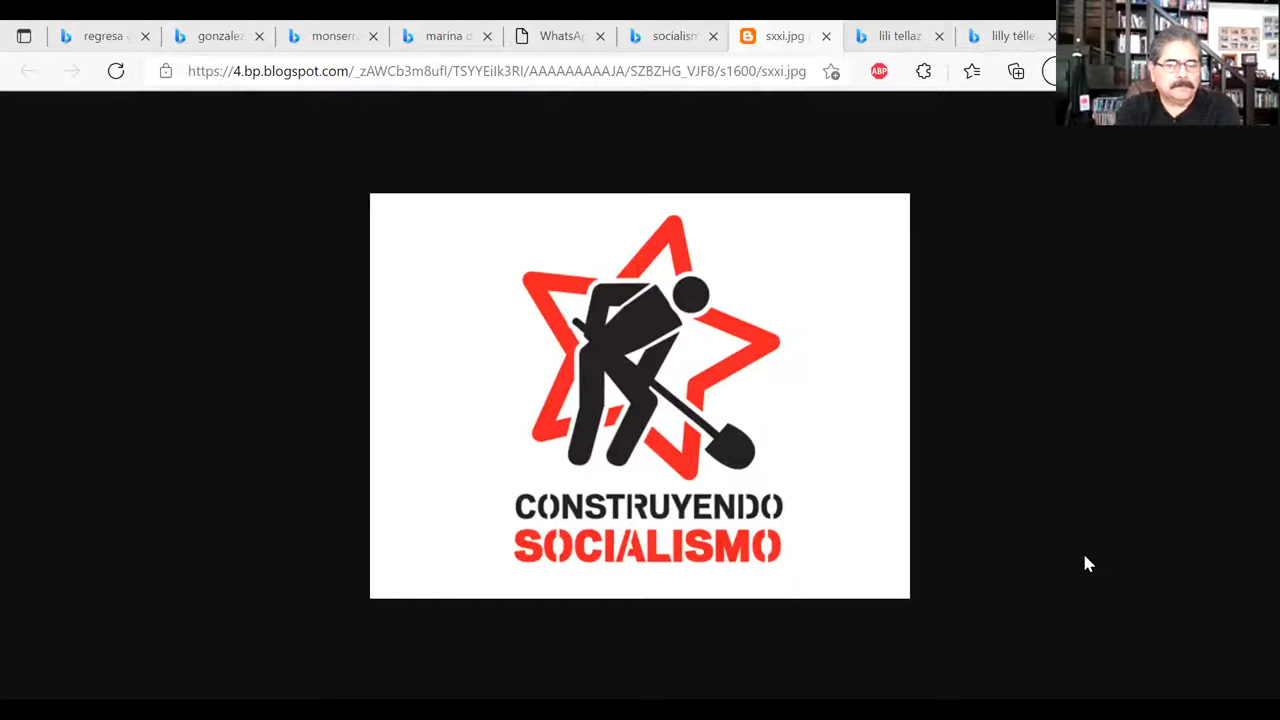 regresa
gonzalez
monserr
marina d
WhatsAp
socialism
sxxi.jpg
lili tellaz
lilly télle
https://4.bp.blogspot.com/_zAWCb3m8ufI/TSYYEiIk3RI/AAAAAAAAAJA/SZBZHG_VJF8/s1600/sxxi.jpg
ABP
CONSTRUYENDO
SOCIALISMO